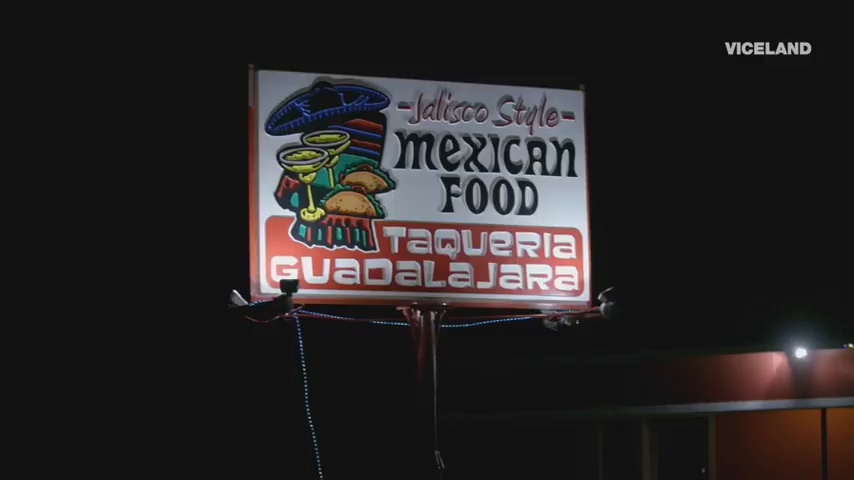 VICELAND
-Jalisco Style-
MEXICAN
FOOD
TAQUERIA
GUADALAJARA